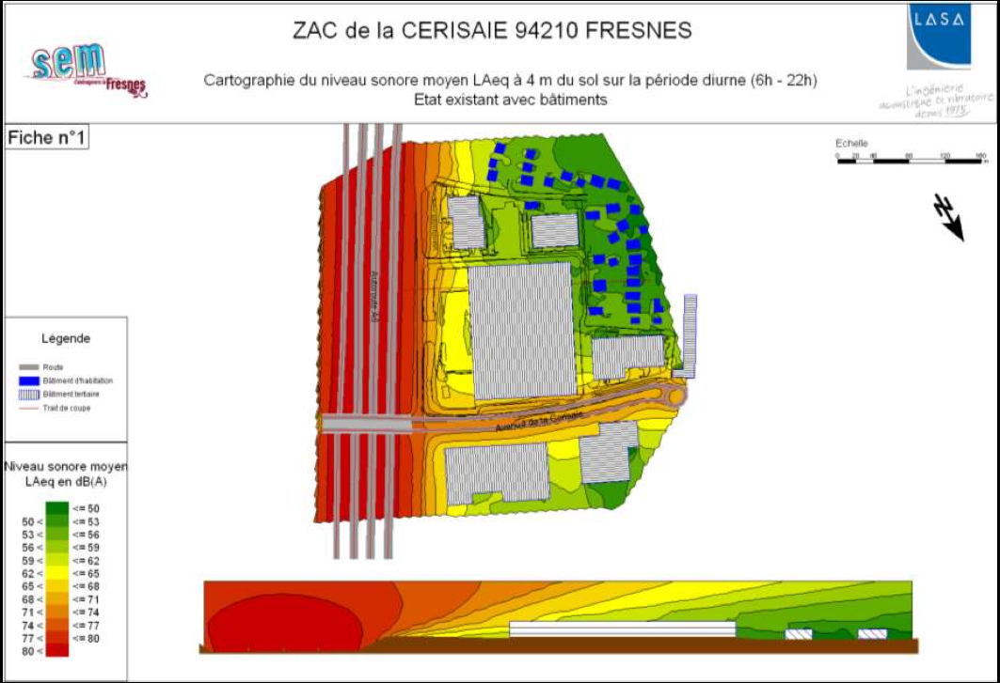 ZAC de la CERISAIE 94210 FRESNES
Cartographie du niveau sonore moyen LAeq à 4 m du sol sur la période diurne (6h - 22h)
Etat existant avec bâtiments
sem
Fresnes
LASA
L'ingénierie
acoustique et vibratoire
depuis 1975
Fiche n°1
Echelle
0 20 40 80 120 160 m
N
Autoroute A6
Avenue de la Cerisaie
Légende
Route
Bâtiment d'habitation
Bâtiment tertiaire
Trait de coupe
Niveau sonore moyen
LAeq en dB(A)
<= 50
50 < <= 53
53 < <= 56
56 < <= 59
59 < <= 62
62 < <= 65
65 < <= 68
68 < <= 71
71 < <= 74
74 < <= 77
77 < <= 80
80 <